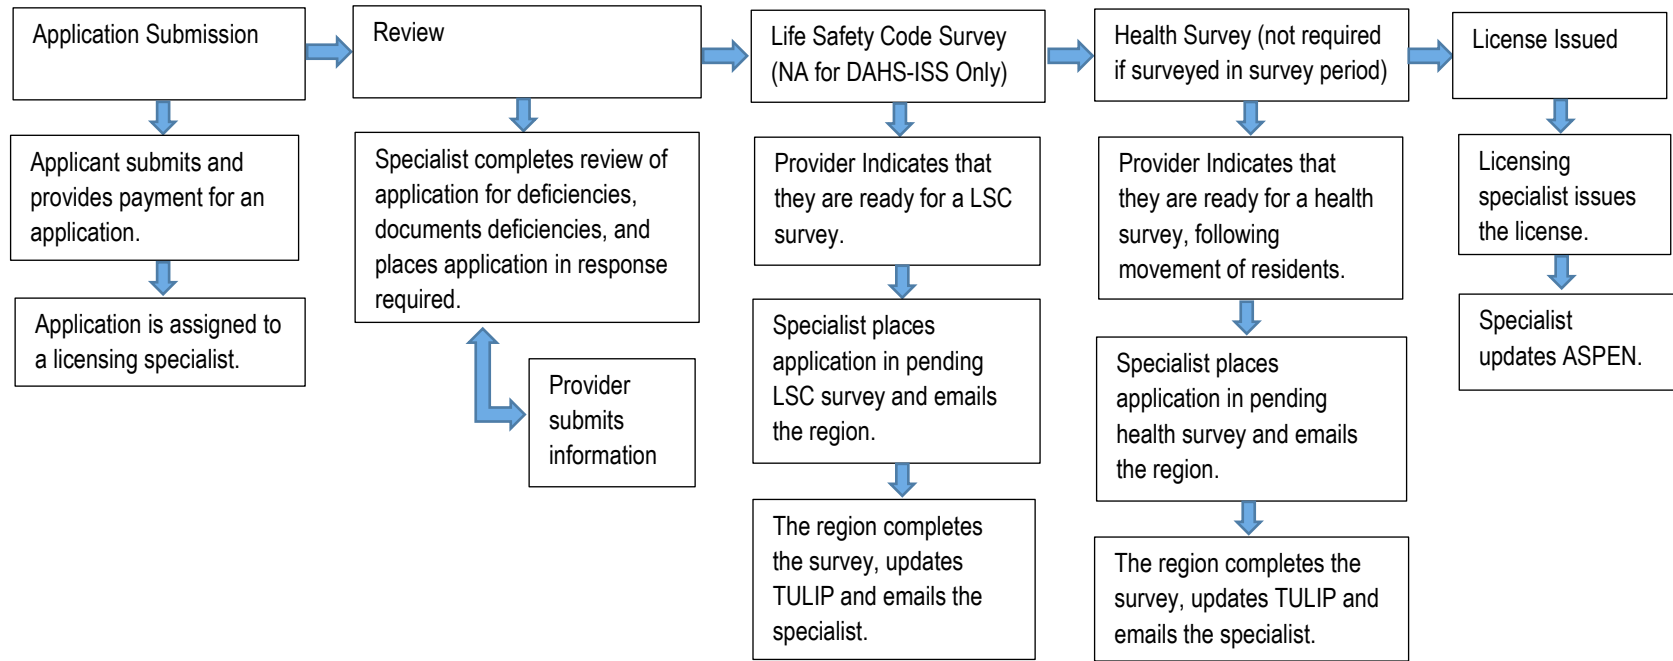 Application Submission
Applicant submits and
provides payment for an
application.
Application is assigned to
a licensing specialist.
Review
Specialist completes review of
application for deficiencies,
documents deficiencies, and
places application in response
required.
Provider
submits
information
Life Safety Code Survey
(NA for DAHS-ISS Only)
Provider Indicates that
they are ready for a LSC
survey.
Specialist places
application in pending
LSC survey and emails
the region.
The region completes
the survey, updates
TULIP and emails the
specialist.
Health Survey (not required
if surveyed in survey period)
Provider Indicates that
they are ready for a health
survey, following
movement of residents.
Specialist places
application in pending
health survey and emails
the region.
The region completes the
survey, updates TULIP and
emails the specialist.
License Issued
Licensing
specialist issues
the license.
Specialist
updates ASPEN.